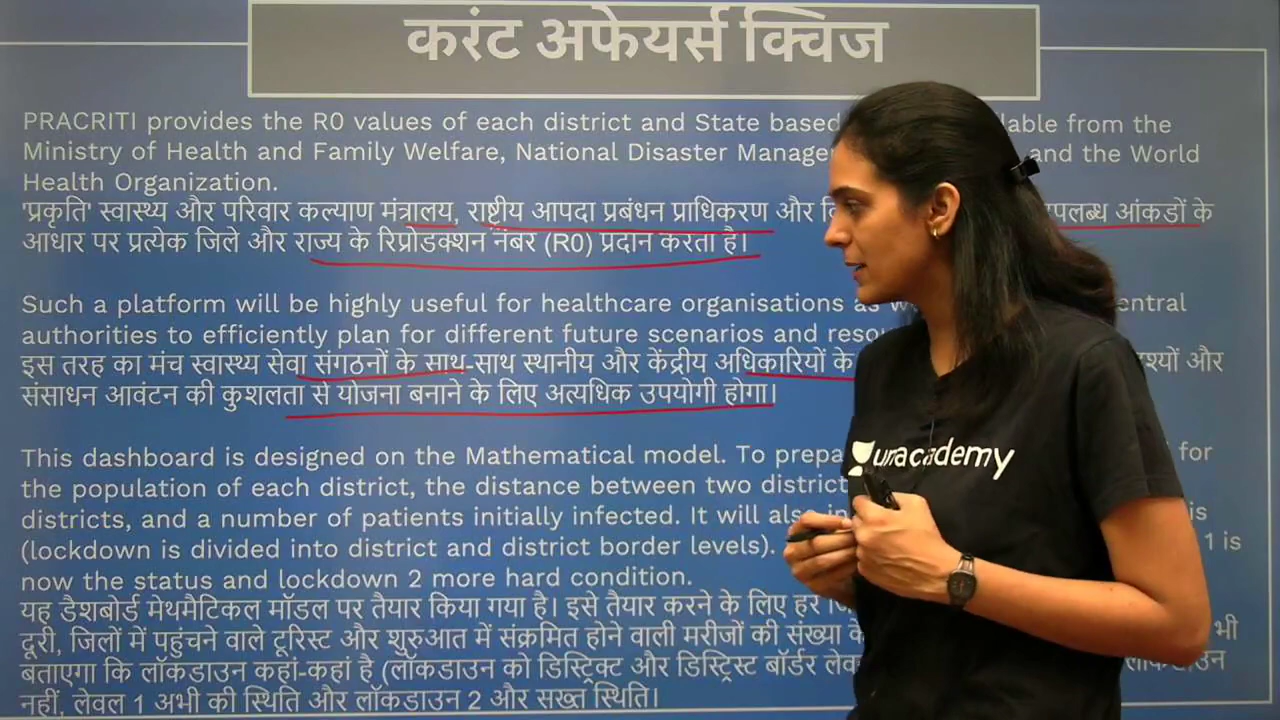 करंट अफेयर्स क्विज
PRACRITI provides the R0 values of each district and State based lable from the
Ministry of Health and Family Welfare, National Disaster Manage and the World
Health Organization.
'प्रकृति' स्वास्थ्य और परिवार कल्याण मंत्रालय, राष्ट्रीय आपदा प्रबंधन प्राधिकरण और पलब्ध आंकडों के
आधार पर प्रत्येक जिले और राज्य के रिप्रोडक्शन नंबर (R0) प्रदान करता है।
Such a platform will be highly useful for healthcare organisations as w entral
authorities to efficiently plan for different future scenarios and resou
इस तरह का मंच स्वास्थ्य सेवा संगठनों के साथ-साथ स्थानीय और केंद्रीय अधिकारियों के श्यों और
संसाधन आवंटन की कुशलता से योजना बनाने के लिए अत्यधिक उपयोगी होगा।
This dashboard is designed on the Mathematical model. To prepa for
the population of each district, the distance between two district
districts, and a number of patients initially infected. It will also in is
(lockdown is divided into district and district border levels). 1 is
now the status and lockdown 2 more hard condition.
यह डैशबोर्ड मेथमैटिकल मॉडल पर तैयार किया गया है। इसे तैयार करने के लिए हर जि
दूरी, जिलों में पहुंचने वाले टूरिस्ट और शुरुआत में संक्रमित होने वाली मरीजों की संख्या के भी
बताएगा कि लॉकडाउन कहां-कहां है (लॉकडाउन को डिस्ट्रिक्ट और डिस्ट्रिस्ट बॉर्डर लेव लॉकडाउन
नहीं, लेवल 1 अभी की स्थिति और लॉकडाउन 2 और सख्त स्थिति।
unacademy